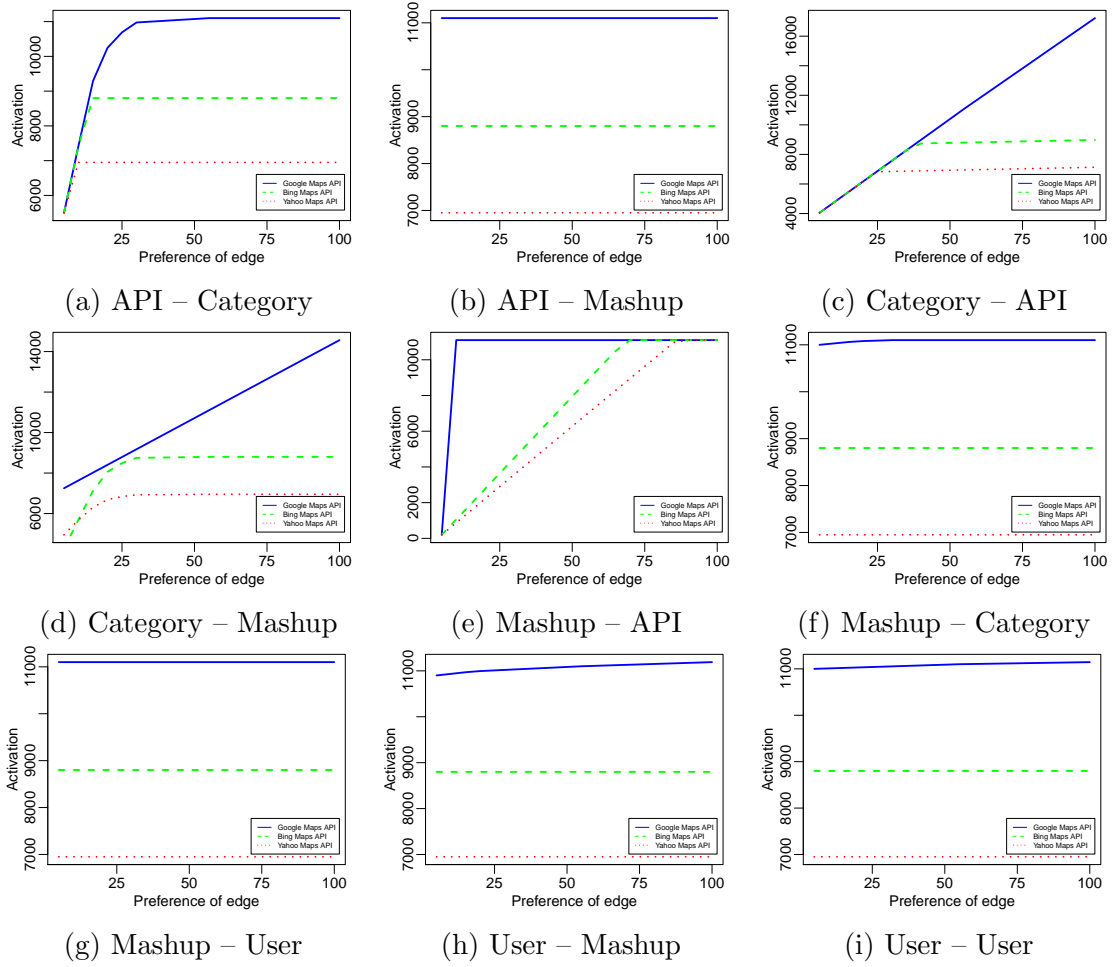 Activation
6000
8000
10000
25
50
75
100
Preference of edge
Google Maps API
Bing Maps API
Yahoo Maps API
(a) API – Category
Activation
7000
8000
9000
11000
25
50
75
100
Preference of edge
Google Maps API
Bing Maps API
Yahoo Maps API
(b) API – Mashup
Activation
4000
8000
12000
16000
25
50
75
100
Preference of edge
Google Maps API
Bing Maps API
Yahoo Maps API
(c) Category – API
Activation
6000
8000
10000
14000
25
50
75
100
Preference of edge
Google Maps API
Bing Maps API
Yahoo Maps API
(d) Category – Mashup
Activation
0
2000
4000
6000
10000
25
50
75
100
Preference of edge
Google Maps API
Bing Maps API
Yahoo Maps API
(e) Mashup – API
Activation
7000
8000
9000
11000
25
50
75
100
Preference of edge
Google Maps API
Bing Maps API
Yahoo Maps API
(f) Mashup – Category
Activation
7000
8000
9000
11000
25
50
75
100
Preference of edge
Google Maps API
Bing Maps API
Yahoo Maps API
(g) Mashup – User
Activation
7000
8000
9000
11000
25
50
75
100
Preference of edge
Google Maps API
Bing Maps API
Yahoo Maps API
(h) User – Mashup
Activation
7000
8000
9000
11000
25
50
75
100
Preference of edge
Google Maps API
Bing Maps API
Yahoo Maps API
(i) User – User